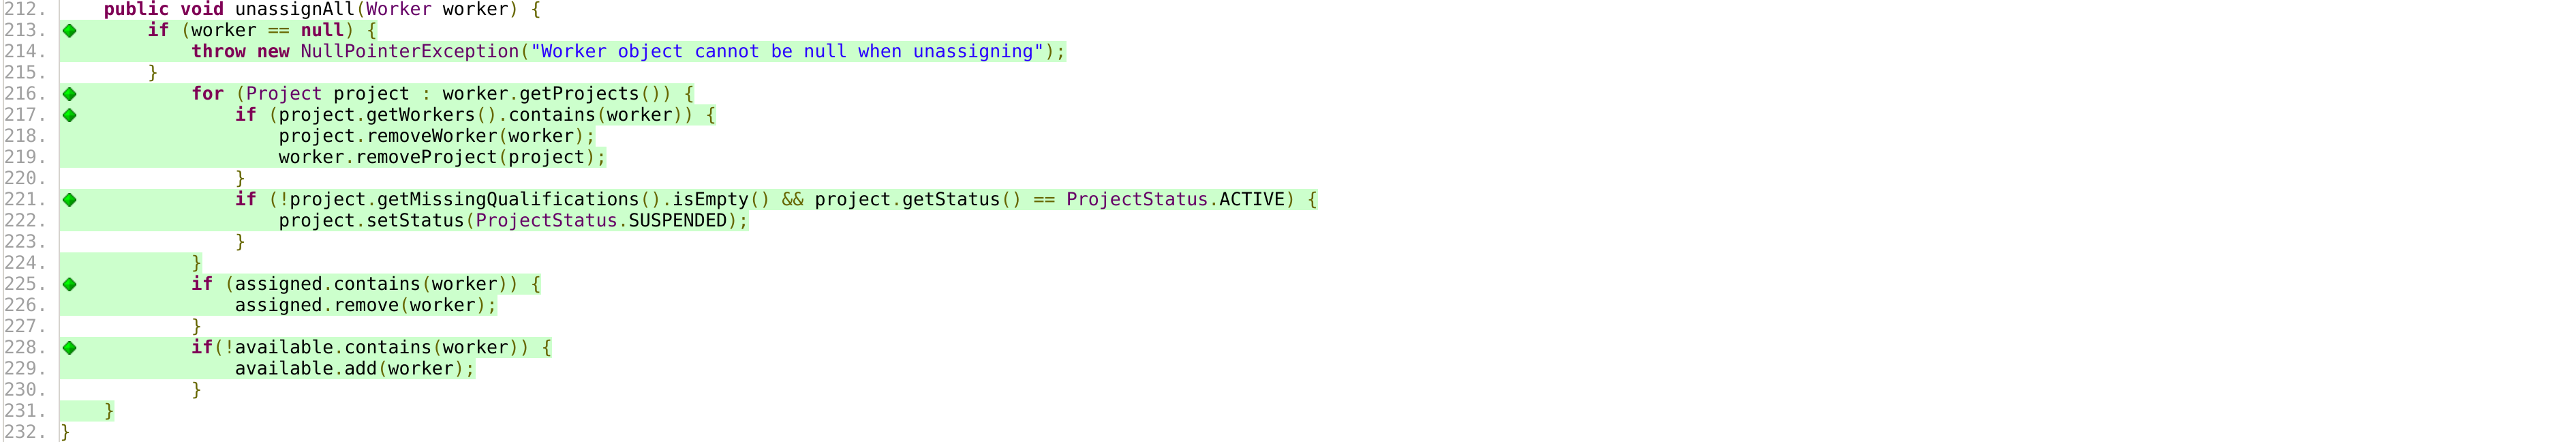 212.    public void unassignAll(Worker worker) {
213.        if (worker == null) {
214.            throw new NullPointerException("Worker object cannot be null when unassigning");
215.        }
216.            for (Project project : worker.getProjects()) {
217.                if (project.getWorkers().contains(worker)) {
218.                    project.removeWorker(worker);
219.                    worker.removeProject(project);
220.                }
221.                if (!project.getMissingQualifications().isEmpty() && project.getStatus() == ProjectStatus.ACTIVE) {
222.                    project.setStatus(ProjectStatus.SUSPENDED);
223.                }
224.            }
225.            if (assigned.contains(worker)) {
226.                assigned.remove(worker);
227.            }
228.            if(!available.contains(worker)) {
229.                available.add(worker);
230.            }
231.    }
232. }